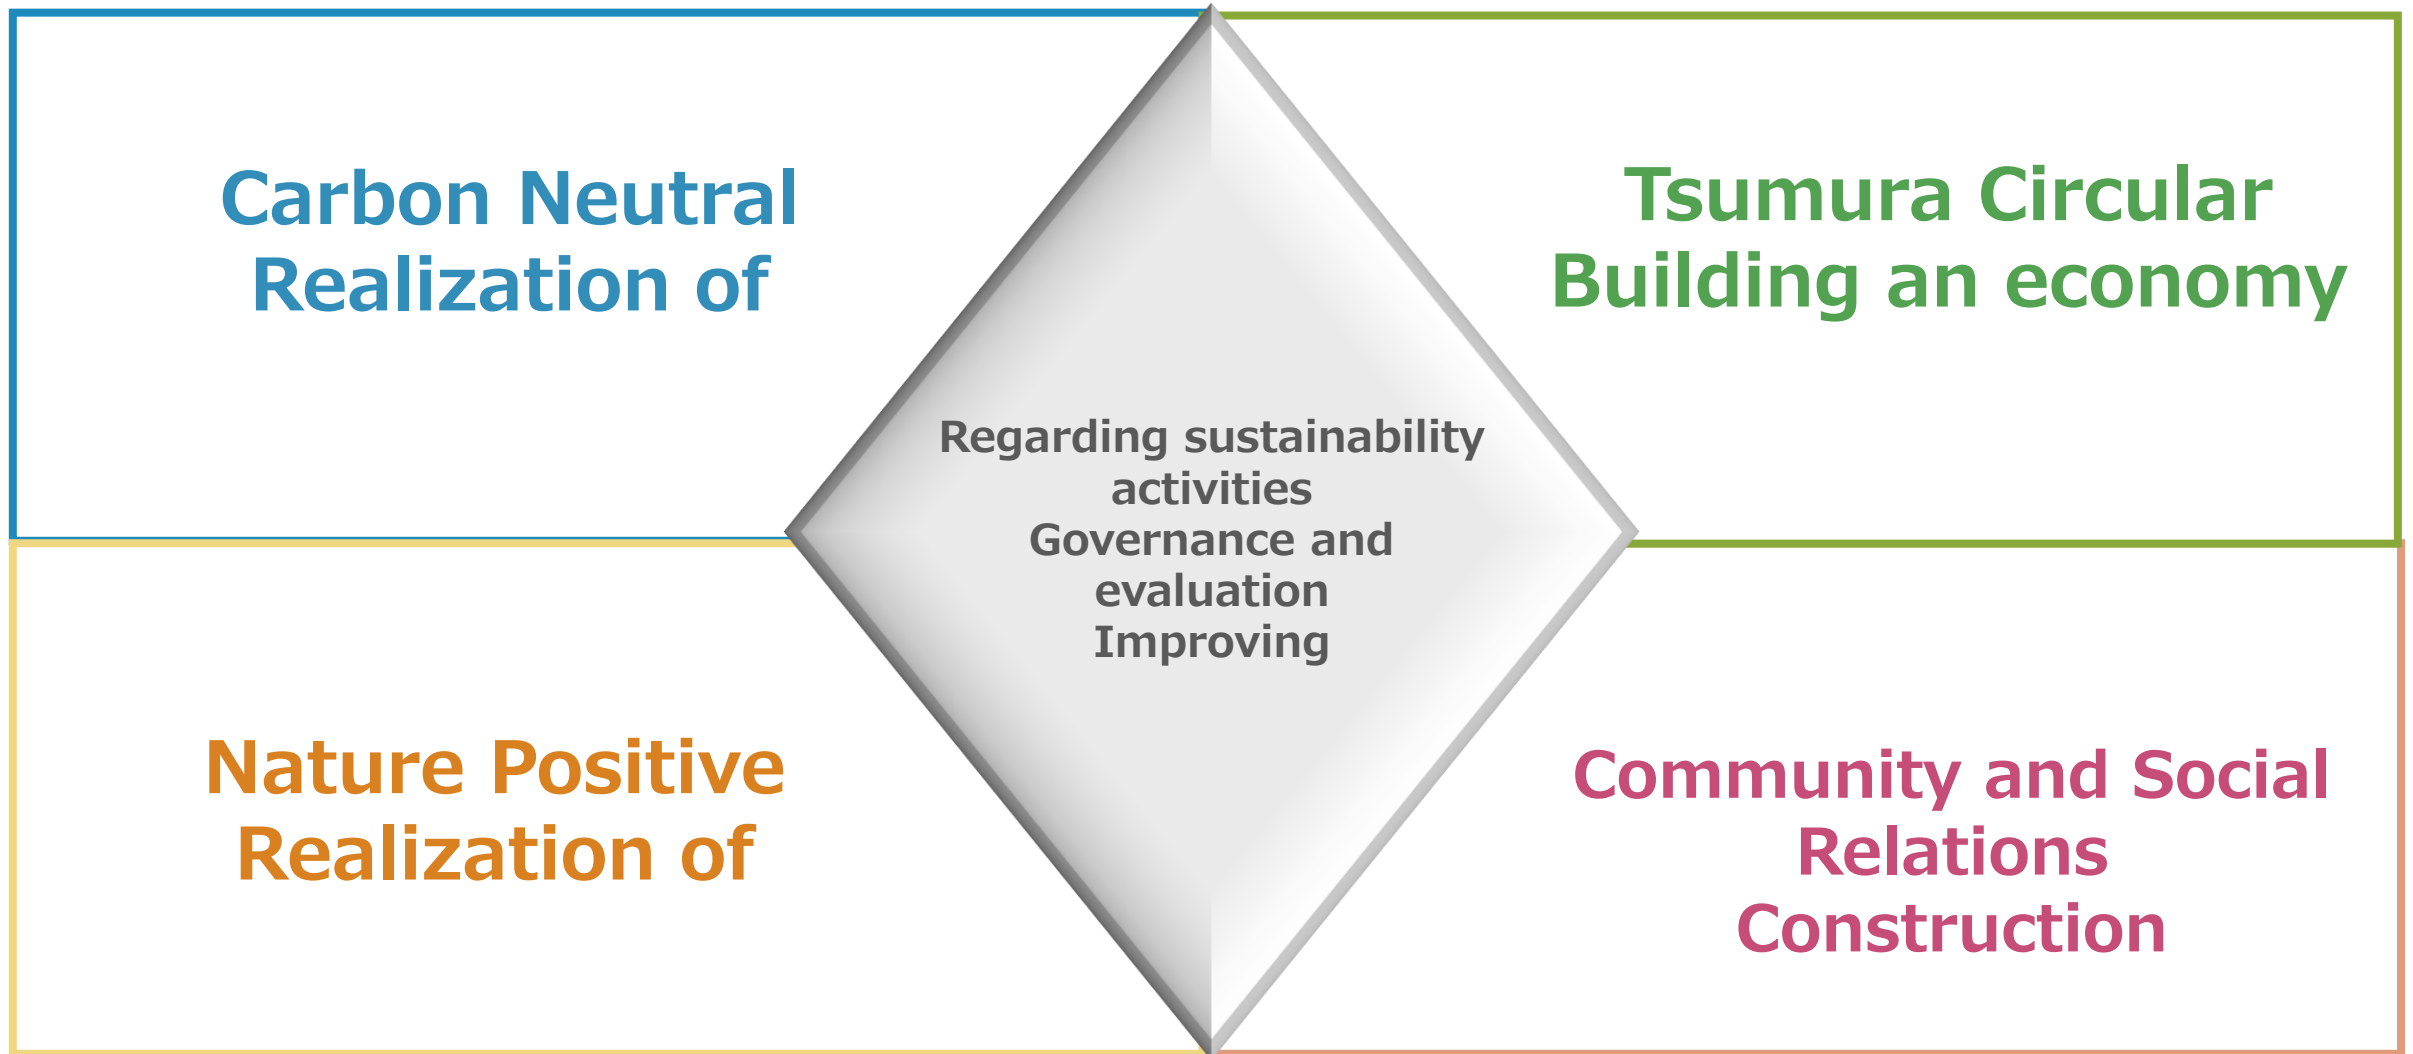 Carbon Neutral
Realization of
Tsumura Circular
Building an economy
Regarding sustainability
activities
Governance and
evaluation
Improving
Nature Positive
Realization of
Community and Social
Relations
Construction